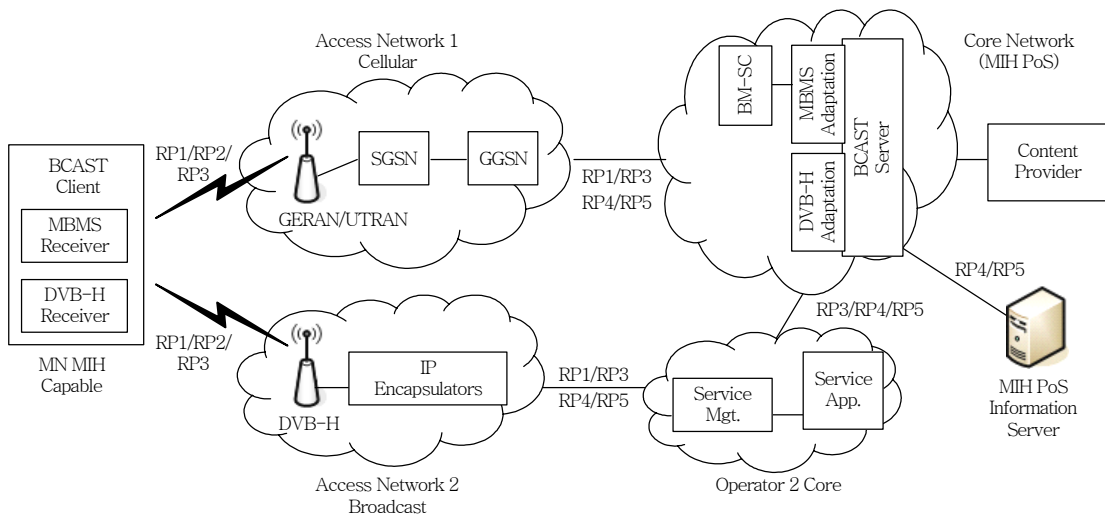 Access Network 1
Cellular
Core Network
(MIH PoS)
BM-SC
MBMS
Adaptation
DVB-H
Adaptation
BCAST
Server
Content
Provider
BCAST
Client
MBMS
Receiver
DVB-H
Receiver
MN MIH
Capable
RP1/RP2/
RP3
SGSN
GGSN
GERAN/UTRAN
RP1/RP3
RP4/RP5
RP4/RP5
RP3/RP4/RP5
RP1/RP2/
RP3
IP
Encapsulators
DVB-H
RP1/RP3
RP4/RP5
Service
Mgt.
Service
App.
MIH PoS
Information
Server
Access Network 2
Broadcast
Operator 2 Core